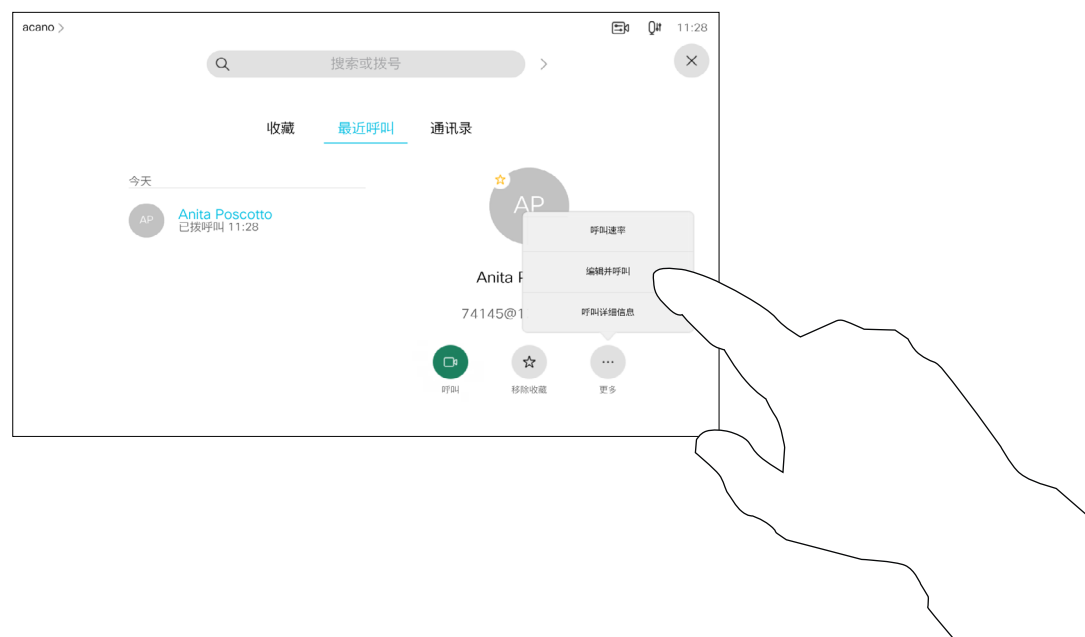 acano >
11:28
搜索或拨号
收藏 最近呼叫 通讯录
今天
AP
Anita Poscotto
已拨呼叫 11:28
AP
Anita P
74145@1
呼叫速率
编辑并呼叫
呼叫详细信息
呼叫 移除收藏 更多